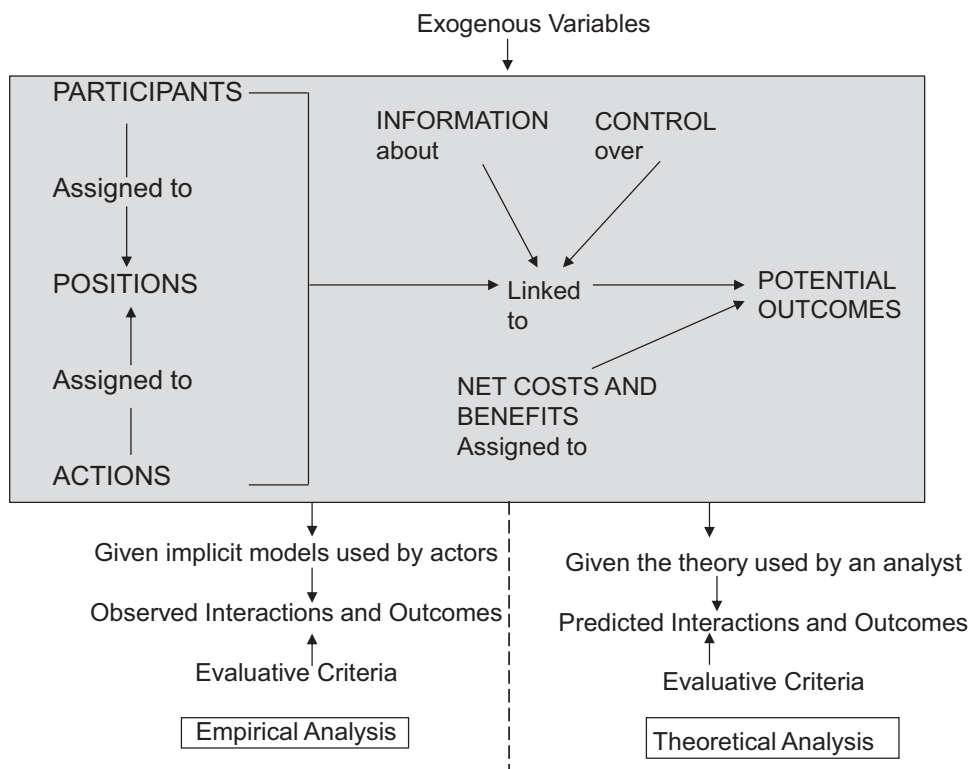 Exogenous Variables
PARTICIPANTS
INFORMATION
about
CONTROL
over
Assigned to
POSITIONS
Linked
to
POTENTIAL
OUTCOMES
Assigned to
NET COSTS AND
BENEFITS
Assigned to
ACTIONS
Given implicit models used by actors
Observed Interactions and Outcomes
Evaluative Criteria
Empirical Analysis
Given the theory used by an analyst
Predicted Interactions and Outcomes
Evaluative Criteria
Theoretical Analysis